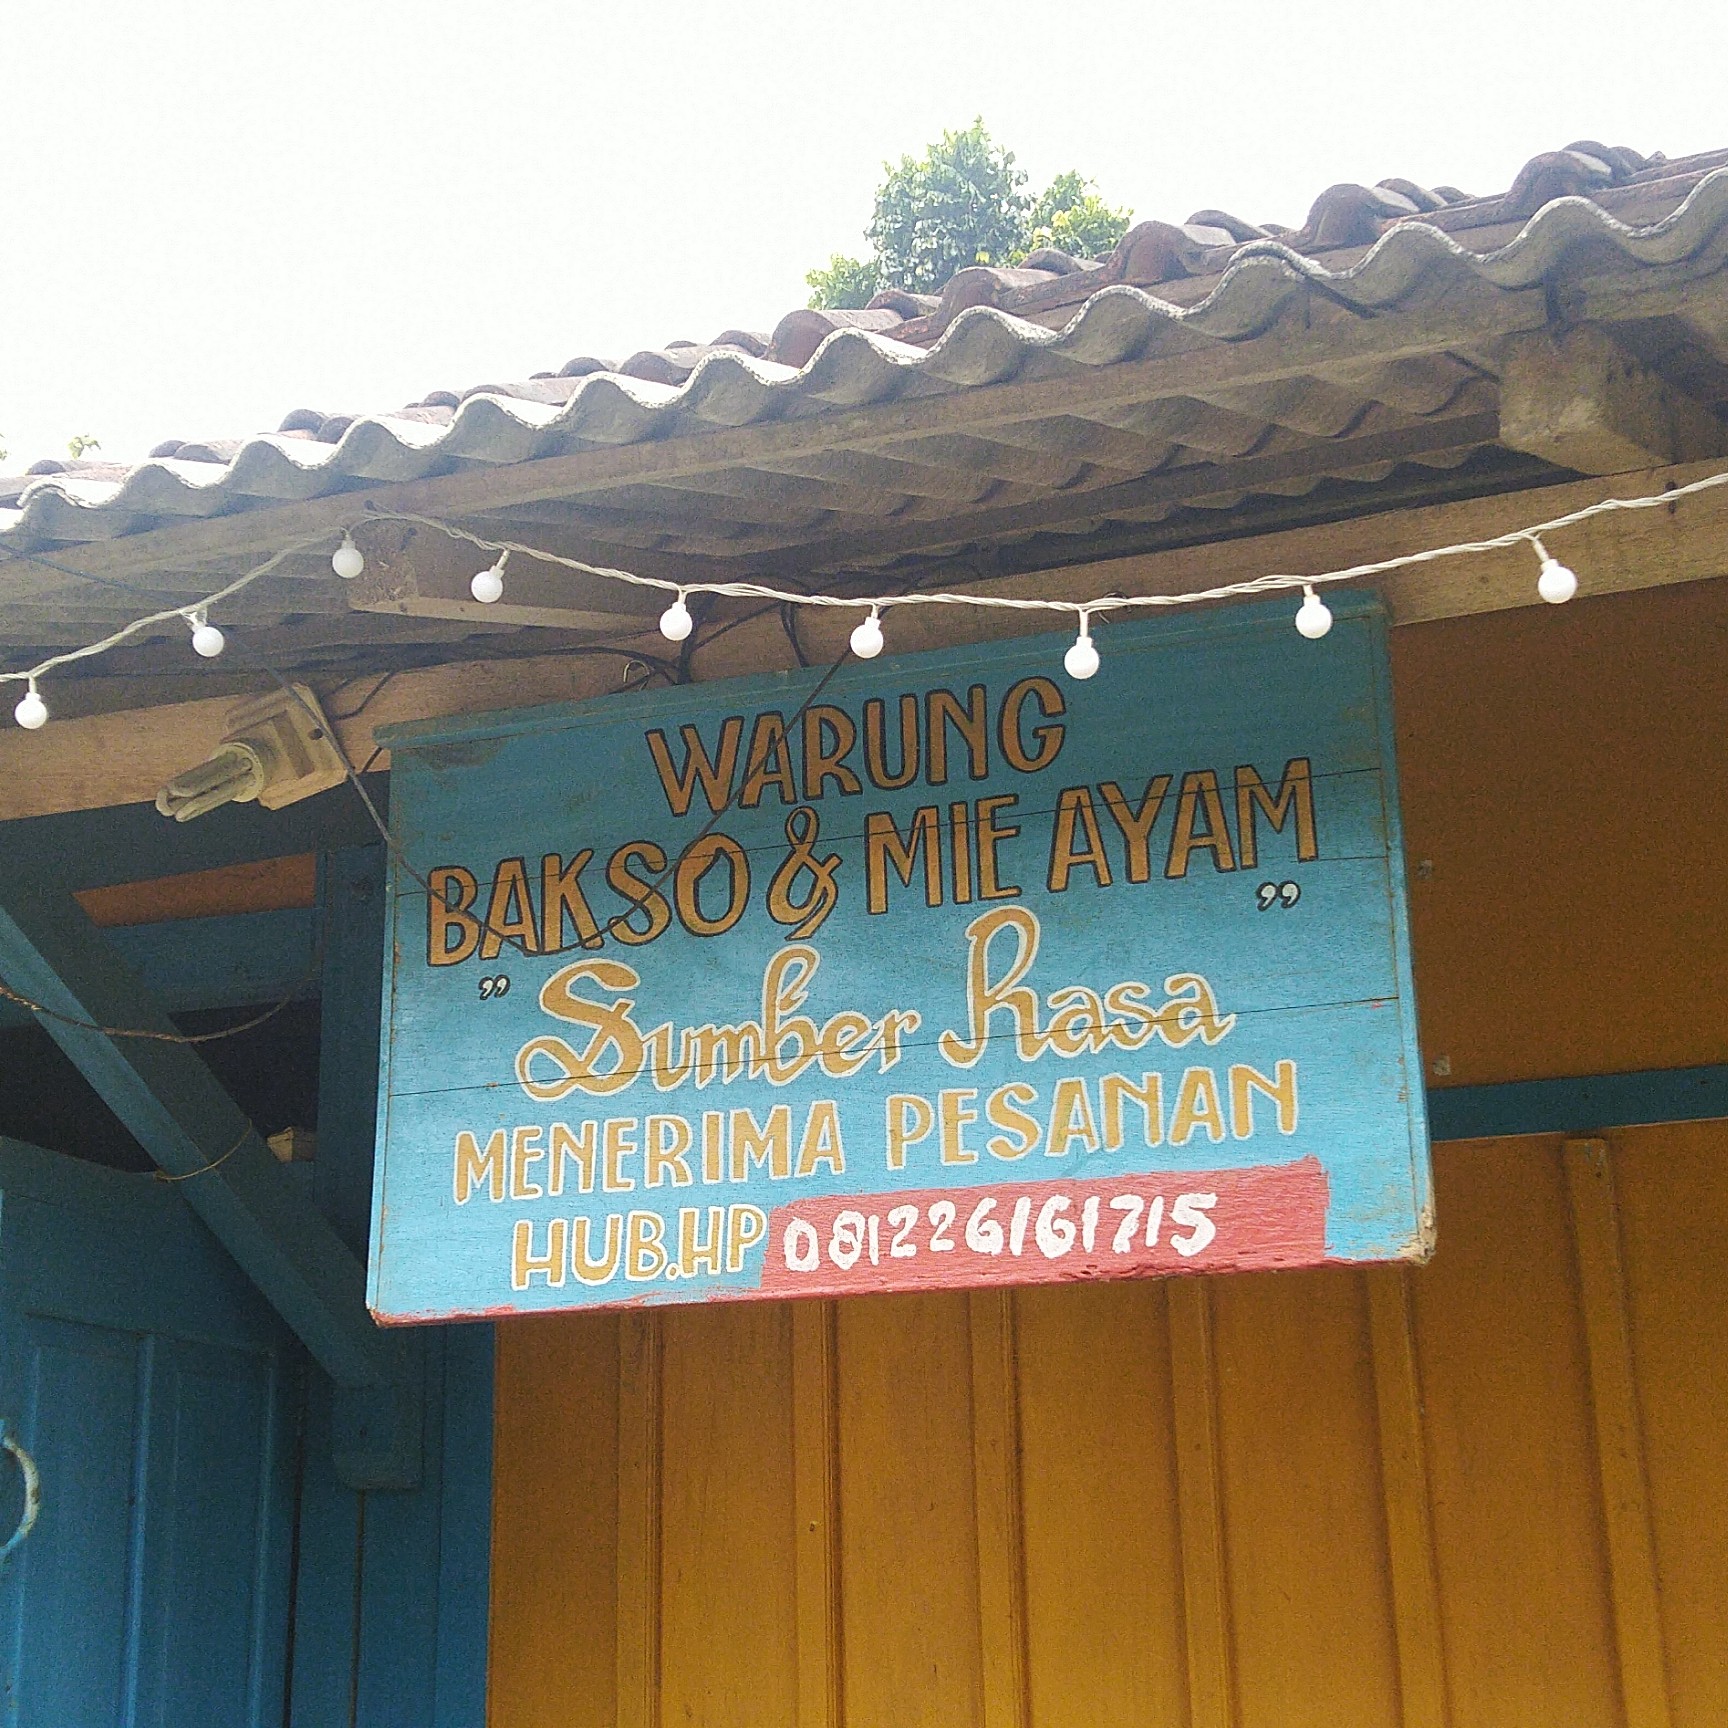 WARUNG
BAKSO & MIE AYAM
" Sumber Rasa "
MENERIMA PESANAN
HUB.HP 081226161715